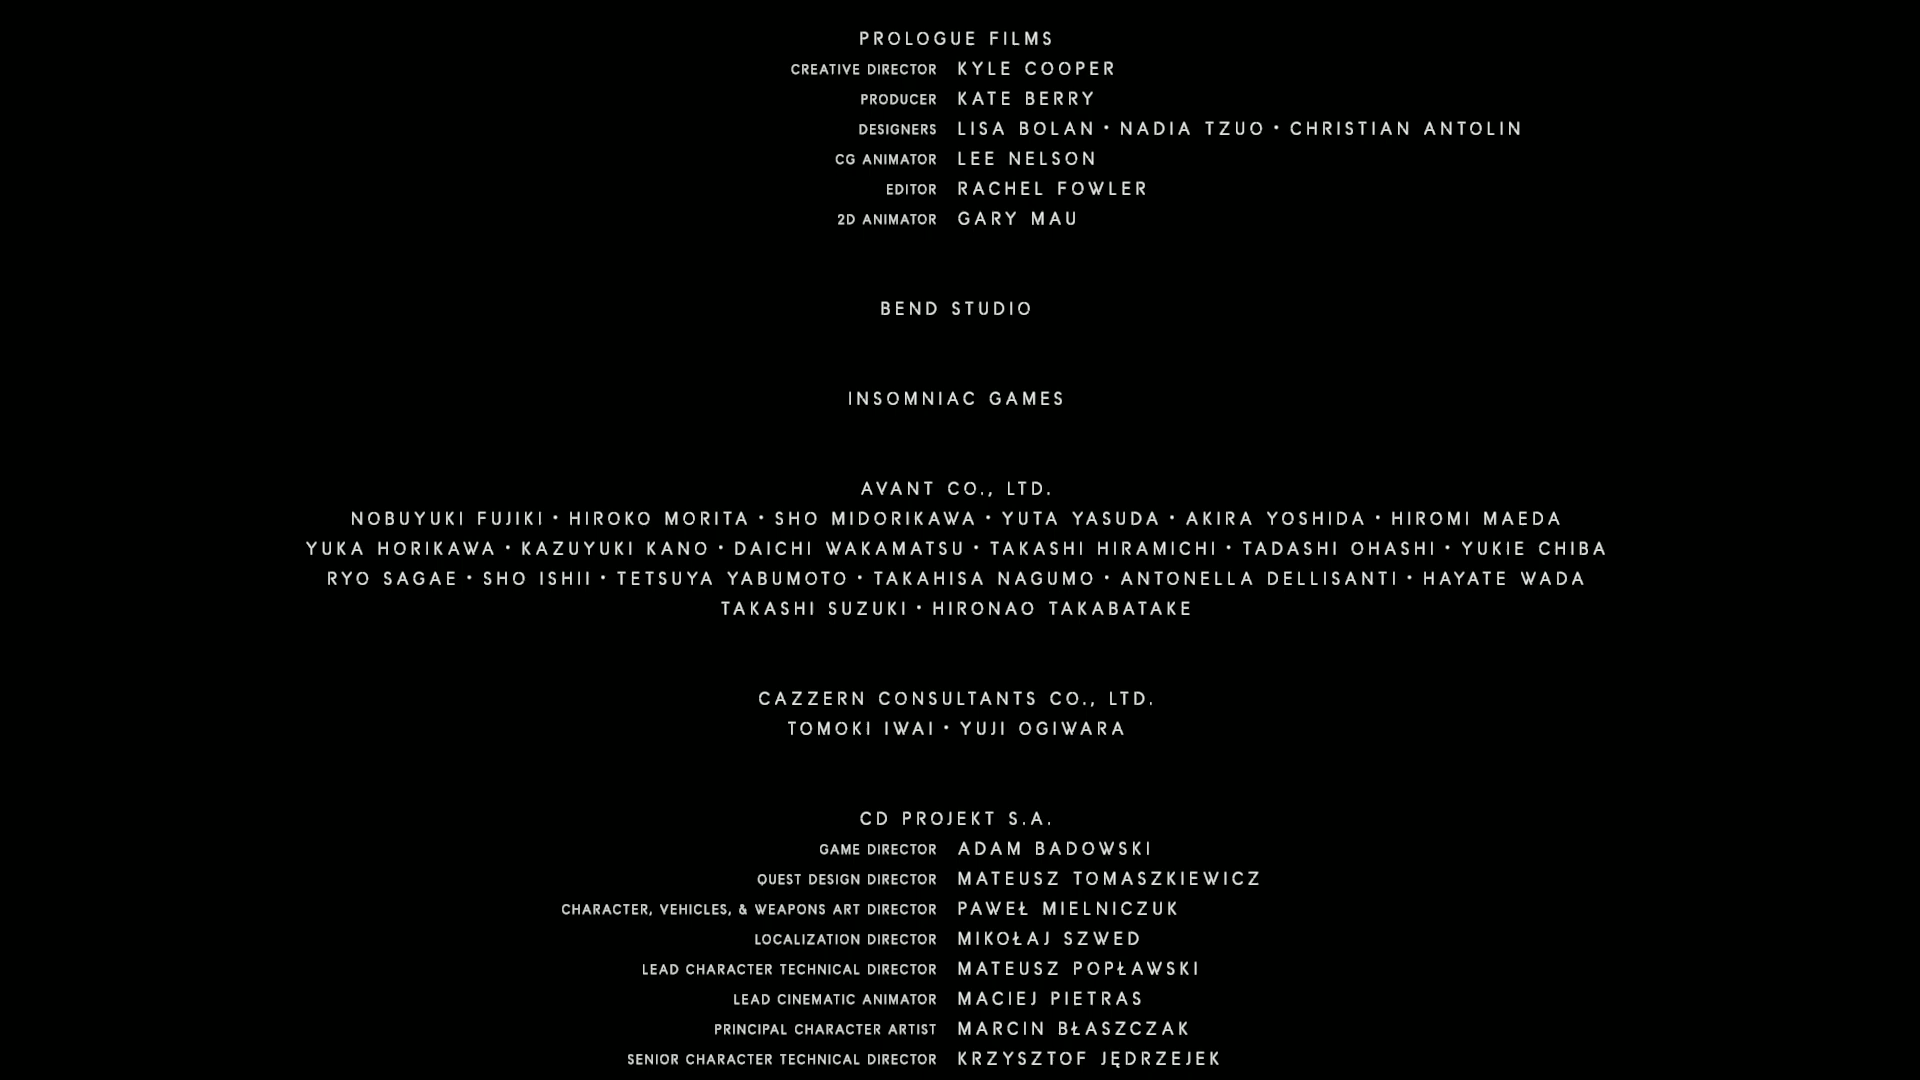 PROLOGUE FILMS
CREATIVE DIRECTOR KYLE COOPER
PRODUCER KATE BERRY
DESIGNERS LISA BOLAN • NADIA TZUO • CHRISTIAN ANTOLIN
CG ANIMATOR LEE NELSON
EDITOR RACHEL FOWLER
2D ANIMATOR GARY MAU
BEND STUDIO
INSOMNIAC GAMES
AVANT CO., LTD.
NOBUYUKI FUJIKI • HIROKO MORITA • SHO MIDORIKAWA • YUTA YASUDA • AKIRA YOSHIDA • HIROMI MAEDA
YUKA HORIKAWA • KAZUYUKI KANO • DAICHI WAKAMATSU • TAKASHI HIRAMICHI • TADASHI OHASHI • YUKIE CHIBA
RYO SAGAE • SHO ISHII • TETSUYA YABUMOTO • TAKAHISA NAGUMO • ANTONELLA DELLISANTI • HAYATE WADA
TAKASHI SUZUKI • HIRONAO TAKABATAKE
CAZZERN CONSULTANTS CO., LTD.
TOMOKI IWAI • YUJI OGIWARA
CD PROJEKT S.A.
GAME DIRECTOR ADAM BADOWSKI
QUEST DESIGN DIRECTOR MATEUSZ TOMASZKIEWICZ
CHARACTER, VEHICLES, & WEAPONS ART DIRECTOR PAWEŁ MIELNICZUK
LOCALIZATION DIRECTOR MIKOŁAJ SZWED
LEAD CHARACTER TECHNICAL DIRECTOR MATEUSZ POPŁAWSKI
LEAD CINEMATIC ANIMATOR MACIEJ PIETRAS
PRINCIPAL CHARACTER ARTIST MARCIN BŁASZCZAK
SENIOR CHARACTER TECHNICAL DIRECTOR KRZYSZTOF JĘDRZEJEK